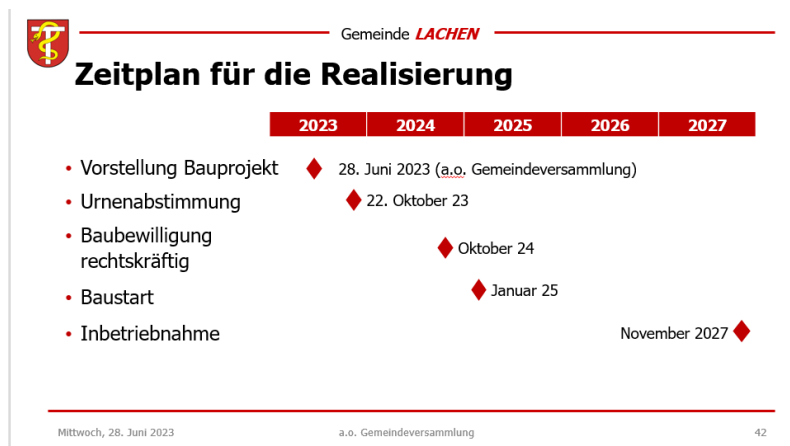 Gemeinde LACHEN
Zeitplan für die Realisierung
2023 2024 2025 2026 2027
• Vorstellung Bauprojekt 28. Juni 2023 (a.o. Gemeindeversammlung)
• Urnenabstimmung 22. Oktober 23
• Baubewilligung
rechtskräftig Oktober 24
• Baustart Januar 25
• Inbetriebnahme November 2027
Mittwoch, 28. Juni 2023 a.o. Gemeindeversammlung 42